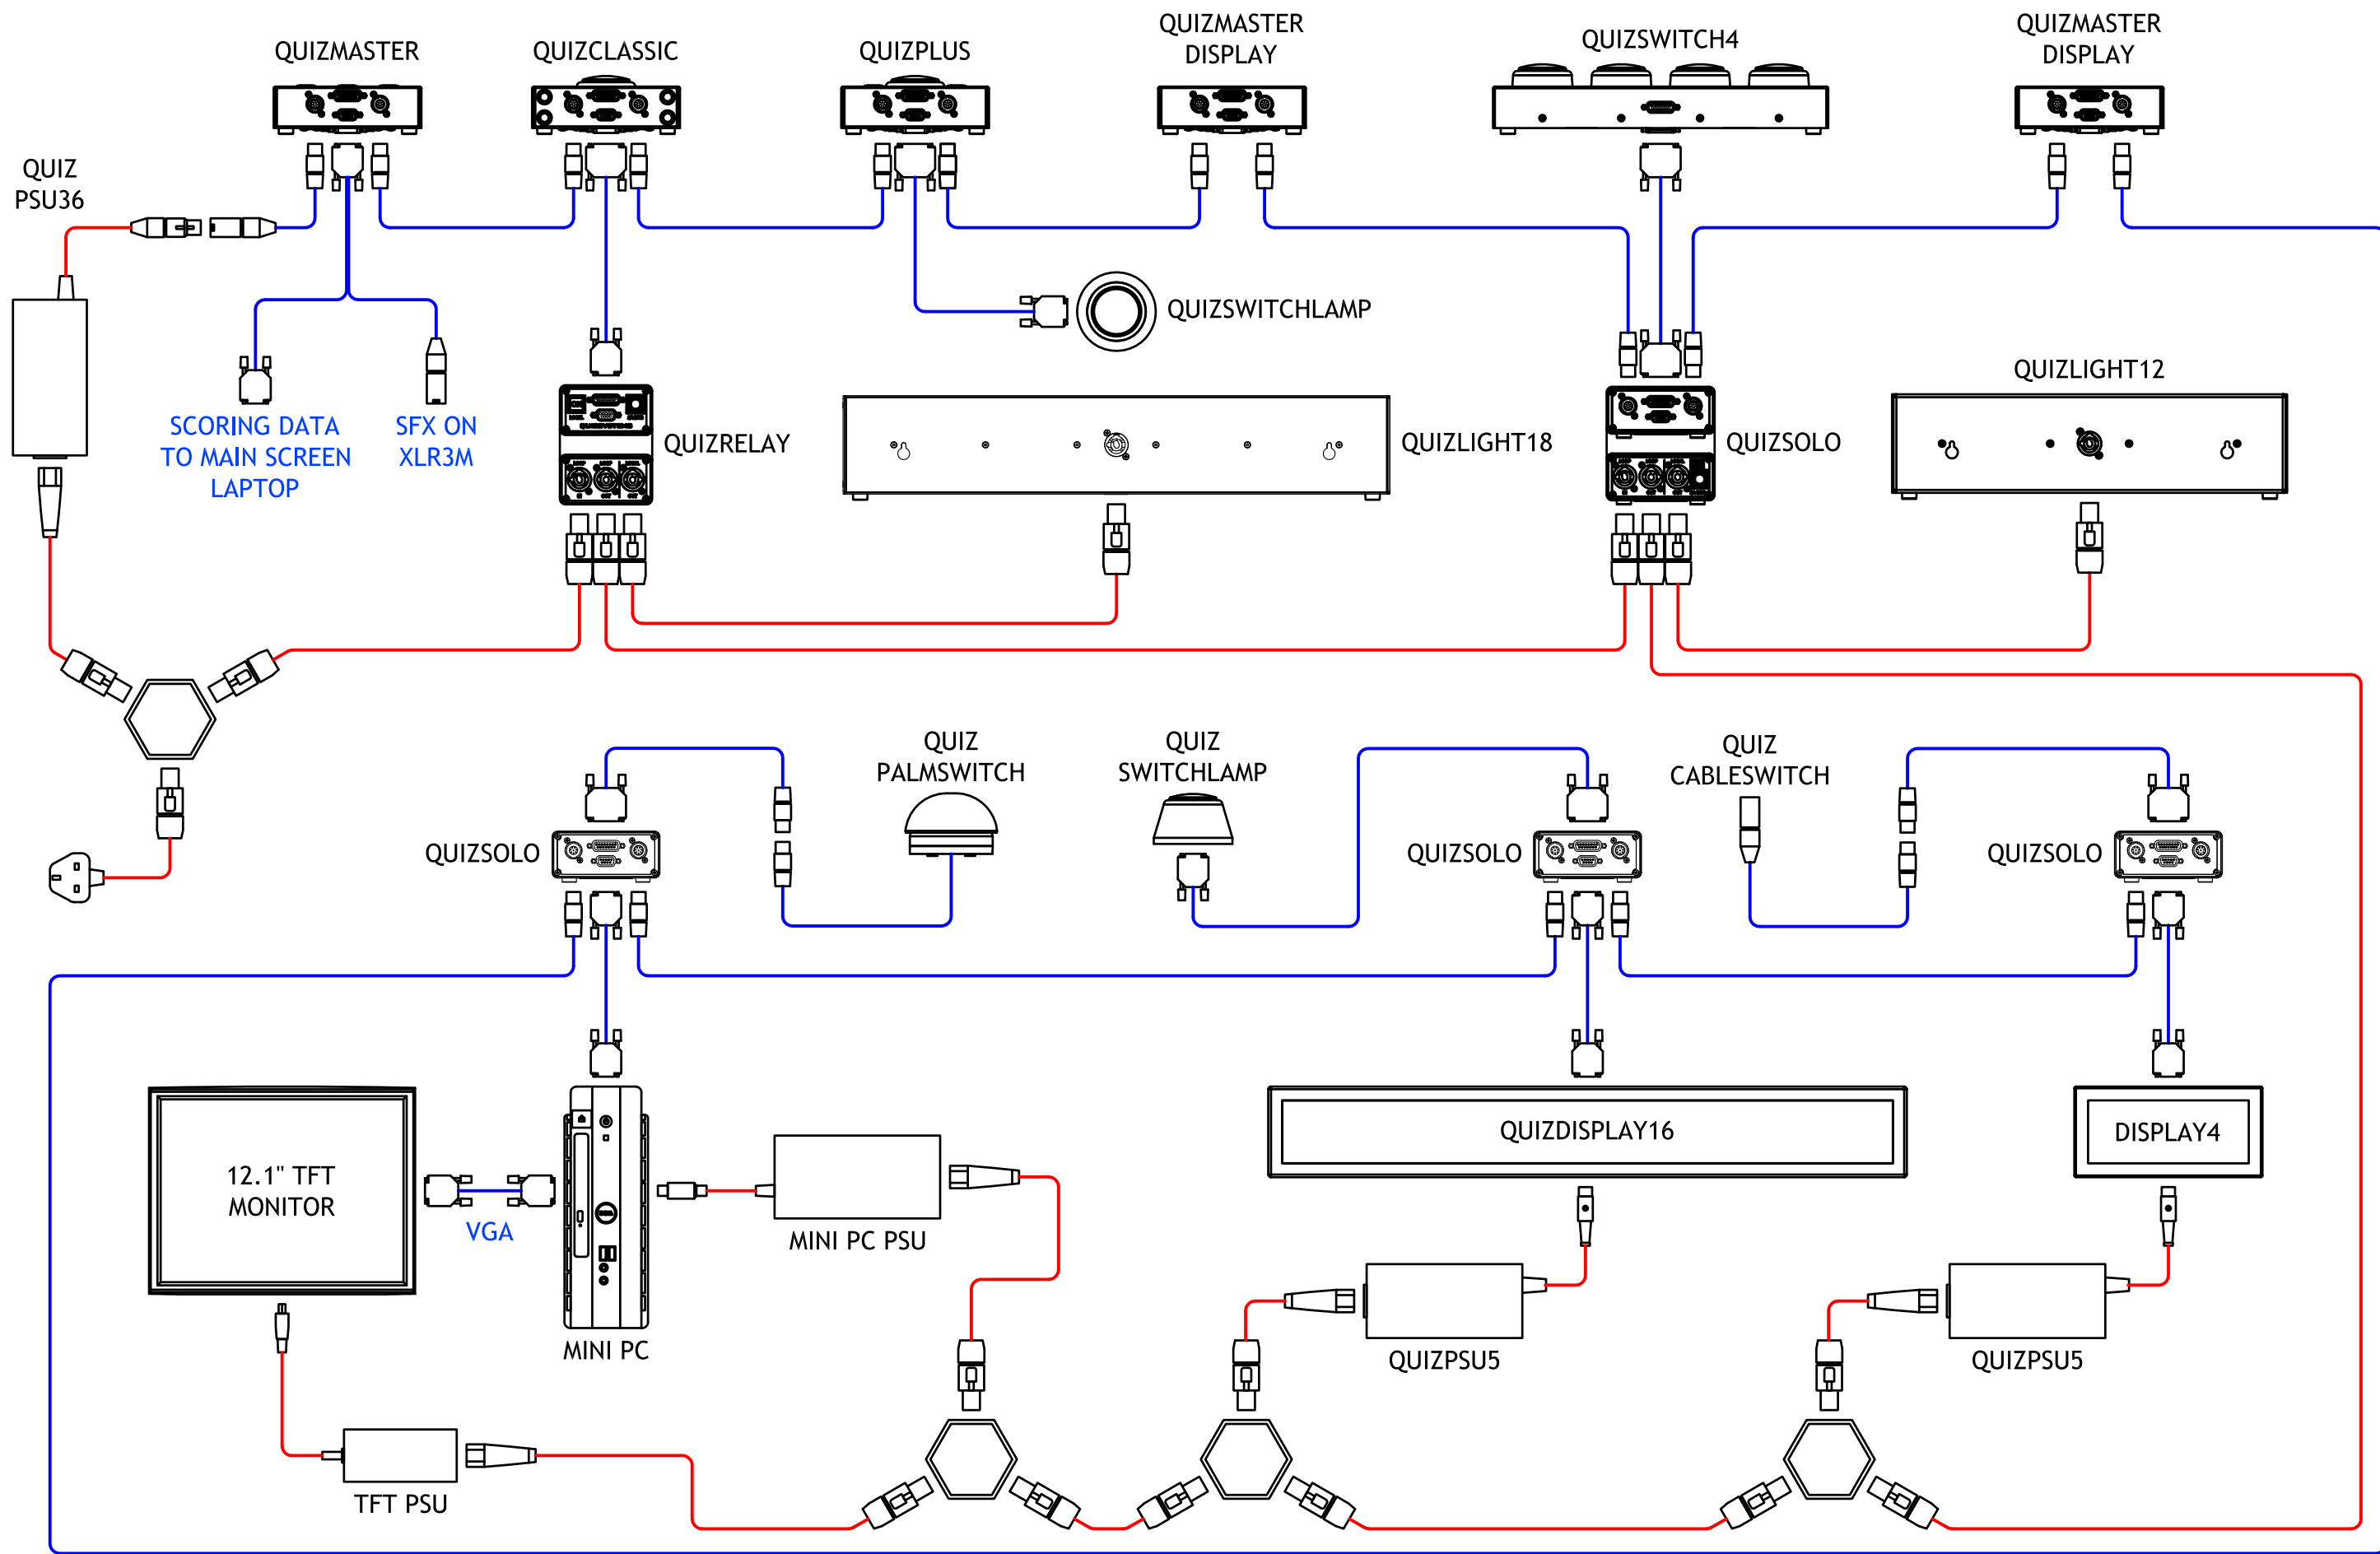 QUIZMASTER
QUIZCLASSIC
QUIZPLUS
QUIZMASTER
DISPLAY
QUIZSWITCH4
QUIZMASTER
DISPLAY
QUIZ
PSU36
QUIZSWITCHLAMP
SCORING DATA
TO MAIN SCREEN
LAPTOP
SFX ON
XLR3M
QUIZRELAY
QUIZLIGHT18
QUIZSOLO
QUIZLIGHT12
QUIZ
PALMSWITCH
QUIZ
SWITCHLAMP
QUIZ
CABLESWITCH
QUIZSOLO
QUIZSOLO
QUIZSOLO
12.1" TFT
MONITOR
VGA
MINI PC
MINI PC PSU
QUIZDISPLAY16
DISPLAY4
QUIZPSU5
QUIZPSU5
TFT PSU